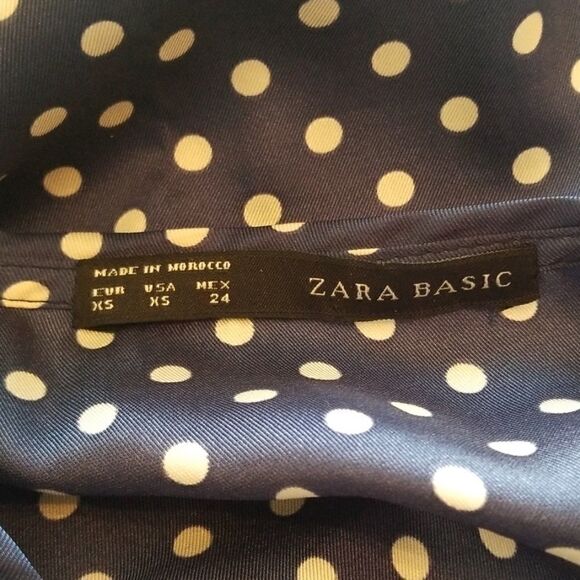 MADE IN MOROCCO
EUR USA MEX
XS XS 24
ZARA BASIC